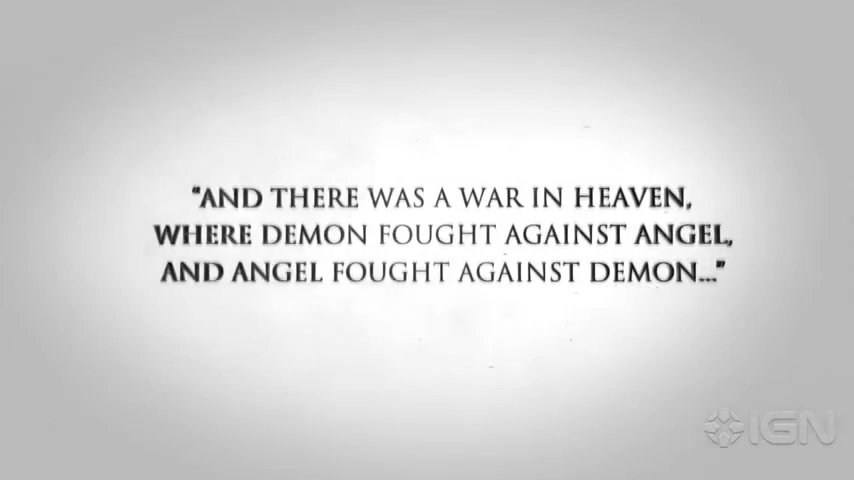 “AND THERE WAS A WAR IN HEAVEN,
WHERE DEMON FOUGHT AGAINST ANGEL,
AND ANGEL FOUGHT AGAINST DEMON...”
IGN